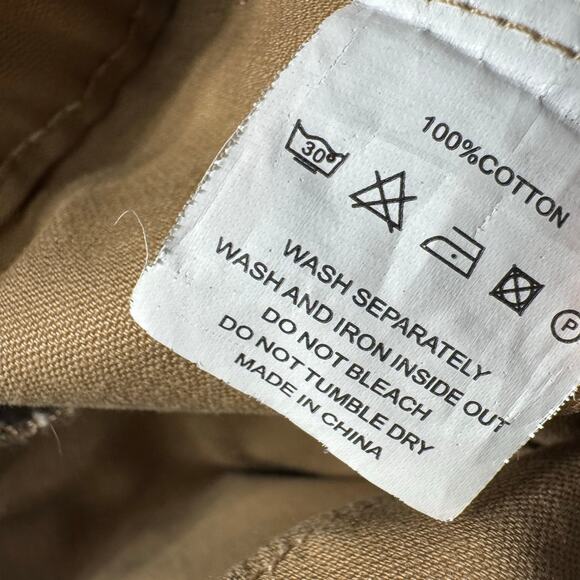 100%COTTON
30°
P
WASH SEPARATELY
WASH AND IRON INSIDE OUT
DO NOT BLEACH
DO NOT TUMBLE DRY
MADE IN CHINA